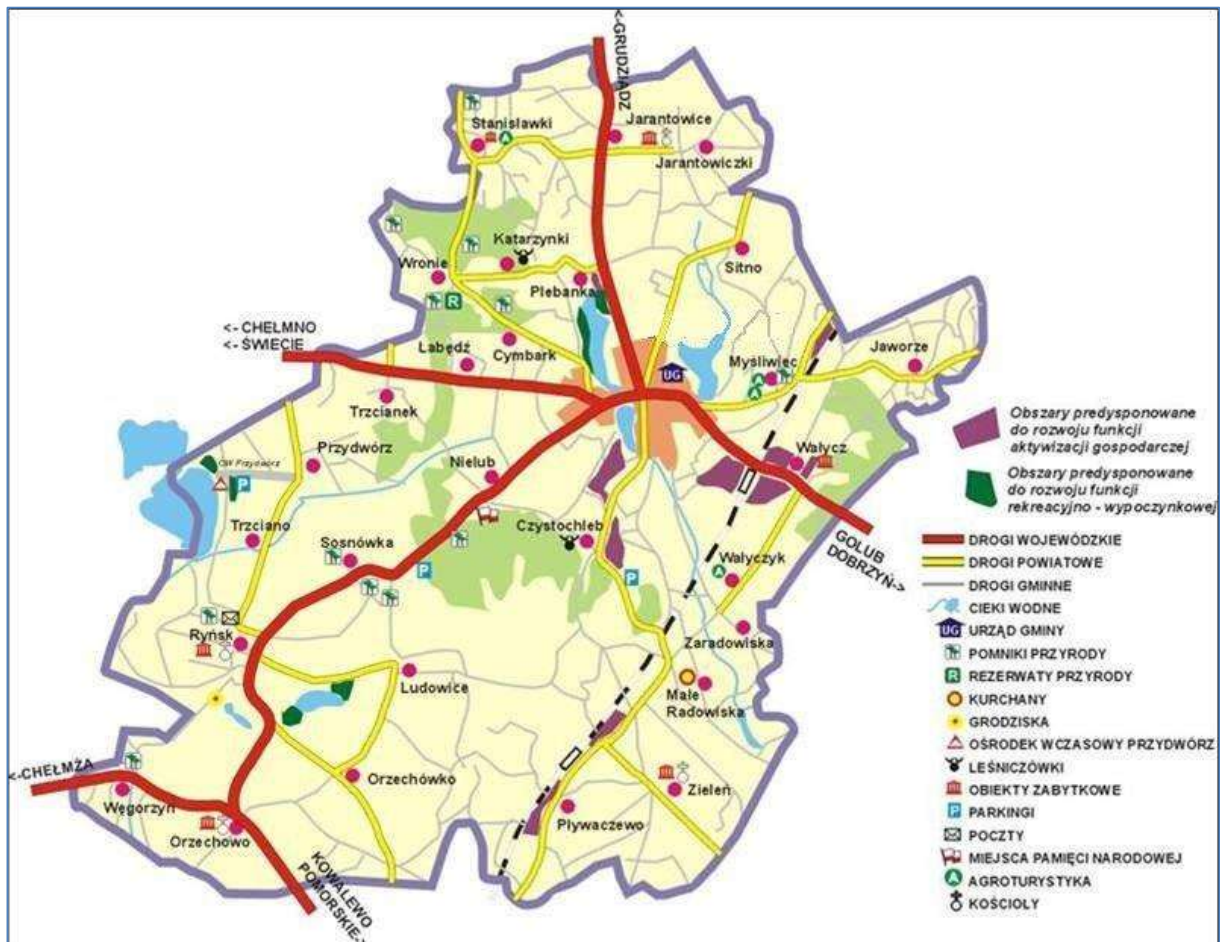 <-GRUDZIĄDZ
Stanisławki
Jarantowice
Jarantowiczki
Katarzynki
Wronie
Plebanka
Sitno
<- CHEŁMNO
<- ŚWIECIE
Łabędź
Cymbark
UG
Myśliwiec
Jaworze
Trzcianek
Przydwórz
OW Przydwórz
Nielub
Wałycz
Trzciano
Sosnówka
Czystochleb
Wałyczyk
GOLUB
DOBRZYŃ->
Ryńsk
Zaradowiska
Ludowice
Małe
Radowiska
<-CHEŁMŻA
Węgorzyn
Orzechowo
Orzechówko
Zieleń
Pływaczewo
KOWALEWO
POMORSKIE->
Obszary predysponowane
do rozwoju funkcji
aktywizacji gospodarczej
Obszary predysponowane
do rozwoju funkcji
rekreacyjno - wypoczynkowej
DROGI WOJEWÓDZKIE
DROGI POWIATOWE
DROGI GMINNE
CIEKI WODNE
UG URZĄD GMINY
POMNIKI PRZYRODY
R REZERWATY PRZYRODY
KURCHANY
GRODZISKA
OŚRODEK WCZASOWY PRZYDWÓRZ
LEŚNICZÓWKI
OBIEKTY ZABYTKOWE
P PARKINGI
POCZTY
MIEJSCA PAMIĘCI NARODOWEJ
A AGROTURYSTYKA
KOŚCIOŁY